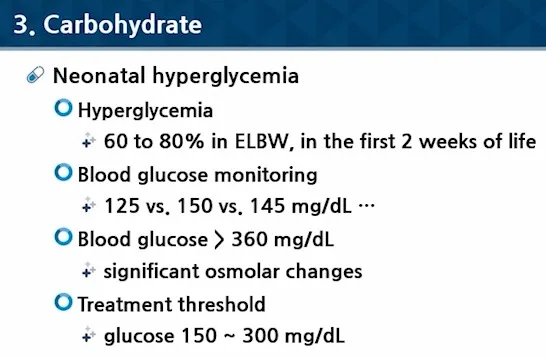 3. Carbohydrate
Neonatal hyperglycemia
Hyperglycemia
60 to 80% in ELBW, in the first 2 weeks of life
Blood glucose monitoring
125 vs. 150 vs. 145 mg/dL ⋯
Blood glucose > 360 mg/dL
significant osmolar changes
Treatment threshold
glucose 150 ~ 300 mg/dL